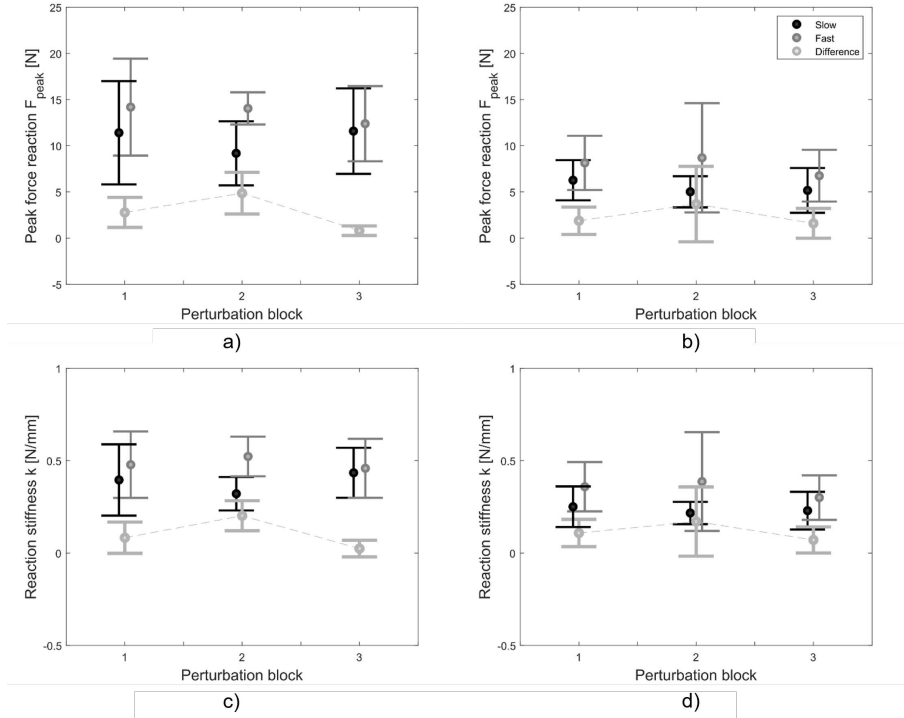 Peak force reaction F_peak [N]
25
20
15
10
5
0
-5
1
2
3
Perturbation block
a)
Peak force reaction F_peak [N]
25
20
15
10
5
0
-5
Slow
Fast
Difference
1
2
3
Perturbation block
b)
Reaction stiffness k [N/mm]
1
0.5
0
-0.5
1
2
3
Perturbation block
c)
Reaction stiffness k [N/mm]
1
0.5
0
-0.5
1
2
3
Perturbation block
d)